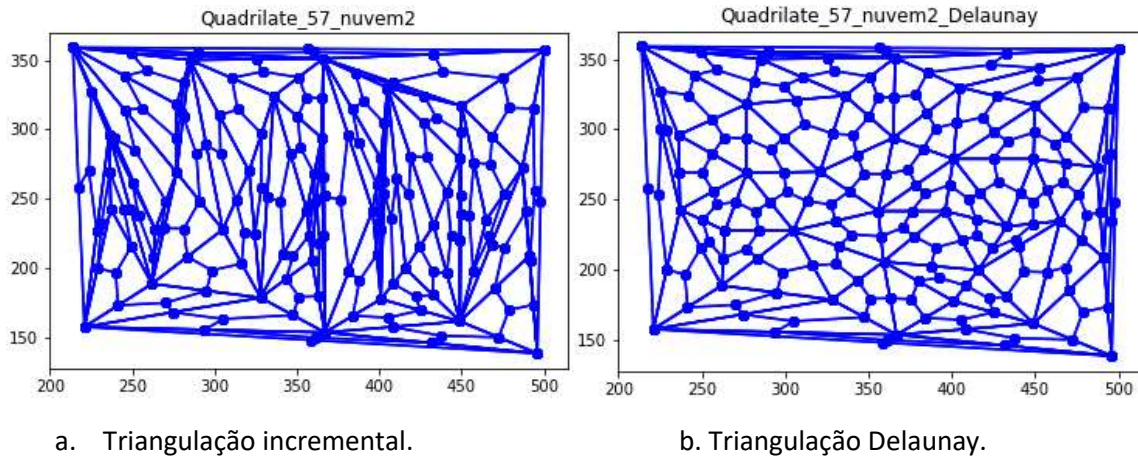 Quadrilate_57_nuvem2
350
300
250
200
150
200 250 300 350 400 450 500
a. Triangulação incremental.
Quadrilate_57_nuvem2_Delaunay
350
300
250
200
150
200 250 300 350 400 450 500
b. Triangulação Delaunay.